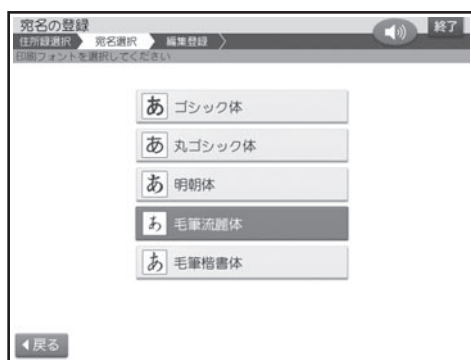 宛名の登録
終了
住所録選択 宛名選択 編集登録
印刷フォントを選択してください
あ ゴシック体
あ 丸ゴシック体
あ 明朝体
あ 毛筆流麗体
あ 毛筆楷書体
戻る